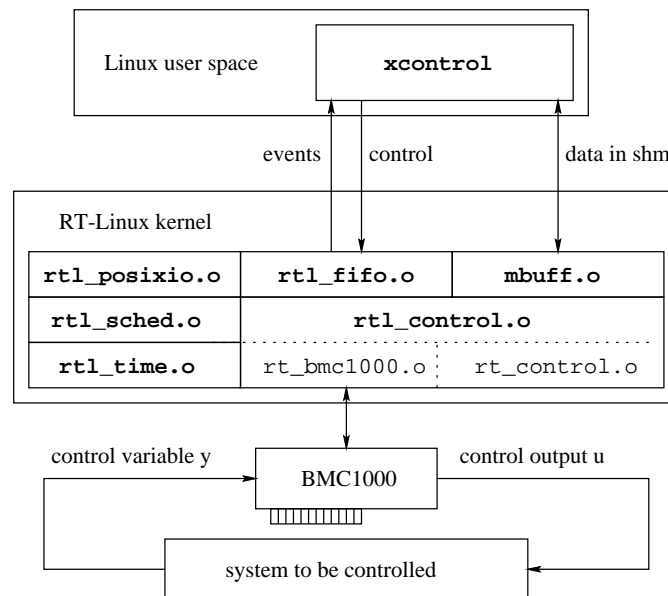 Linux user space
xcontrol
events
control
data in shm
RT-Linux kernel
rtl_posixio.o
rtl_fifo.o
mbuff.o
rtl_sched.o
rtl_control.o
rtl_time.o
rt_bmc1000.o
rt_control.o
control variable y
BMC1000
control output u
system to be controlled